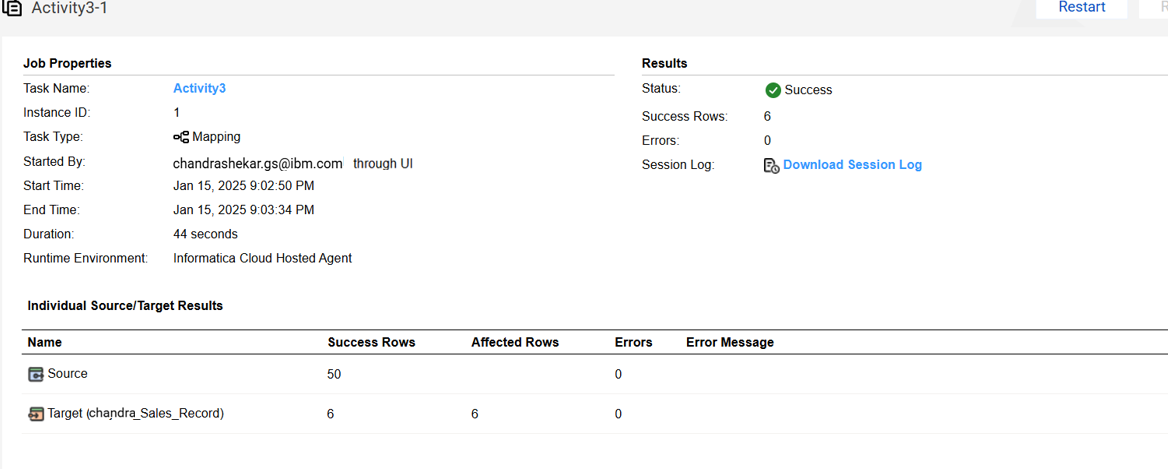 Activity3-1
Restart
Job Properties
Task Name: Activity3
Instance ID: 1
Task Type: Mapping
Started By: chandrashekar.gs@ibm.com through UI
Start Time: Jan 15, 2025 9:02:50 PM
End Time: Jan 15, 2025 9:03:34 PM
Duration: 44 seconds
Runtime Environment: Informatica Cloud Hosted Agent
Results
Status: Success
Success Rows: 6
Errors: 0
Session Log: Download Session Log
Individual Source/Target Results
Name Success Rows Affected Rows Errors Error Message
Source 50 0
Target (chandra_Sales_Record) 6 6 0